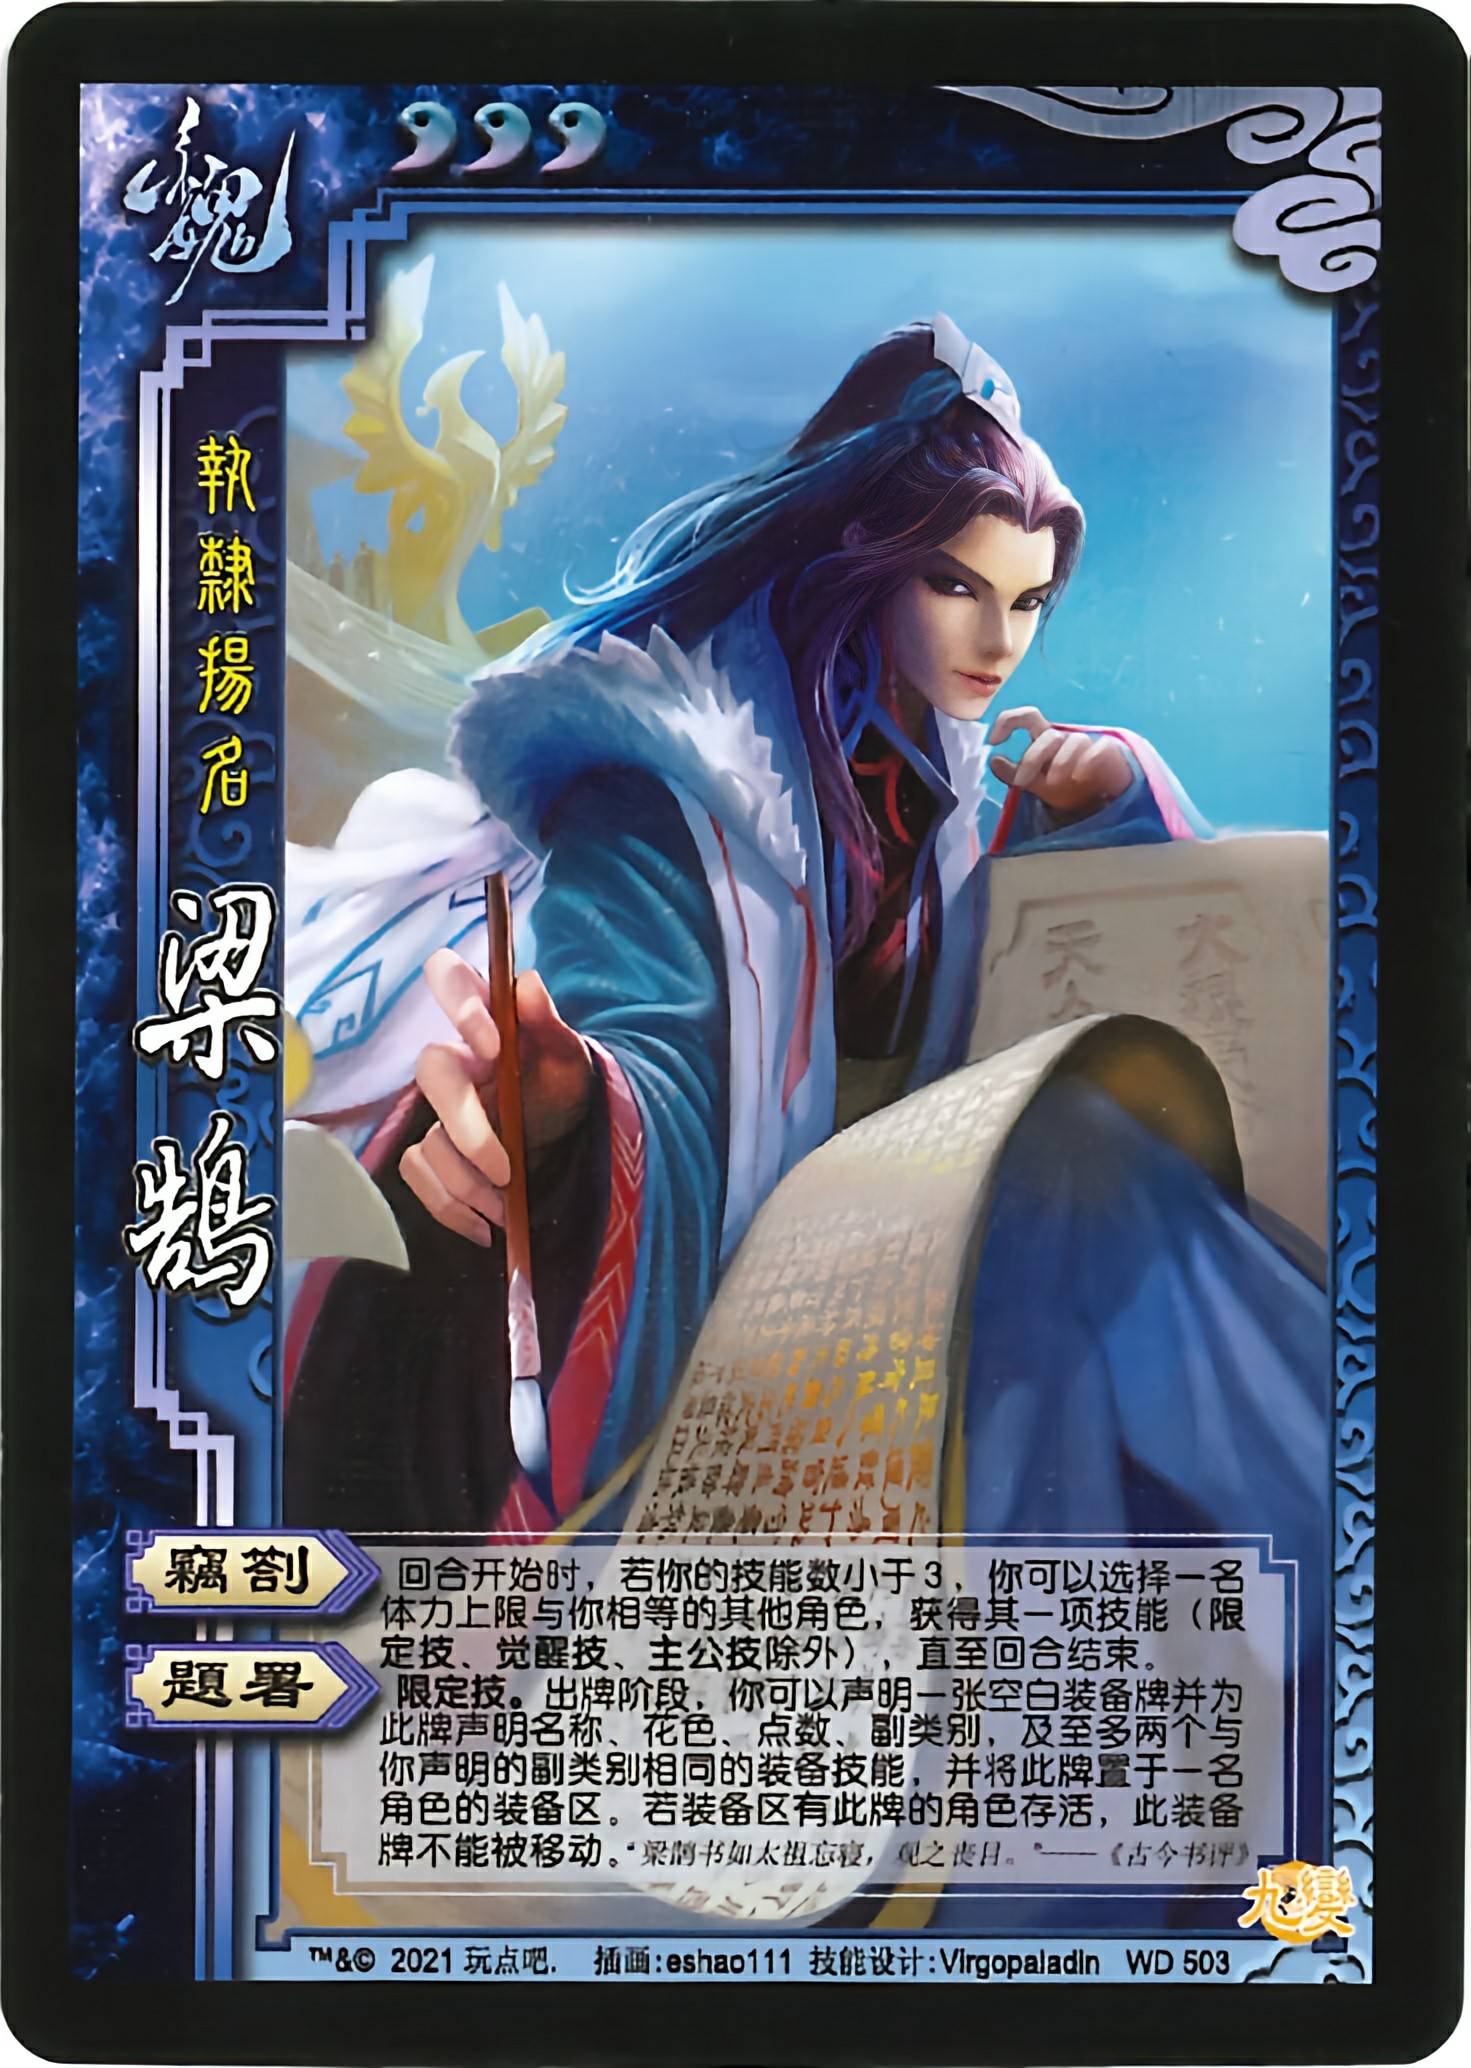 魏
執隸揚名
梁鵠
竊劄
回合开始时，若你的技能数小于3，你可以选择一名
体力上限与你相等的其他角色，获得其一项技能（限
定技、觉醒技、主公技除外），直至回合结束。
題署
限定技。出牌阶段，你可以声明一张空白装备牌并为
此牌声明名称、花色、点数、副类别，及至多两个与
你声明的副类别相同的装备技能，并将此牌置于一名
角色的装备区。若装备区有此牌的角色存活，此装备
牌不能被移动。“梁鹄书如太祖忘寝，观之丧目。”——《古今书评》
九變
™&© 2021 玩点吧. 插画:eshao111 技能设计:Virgopaladin WD 503